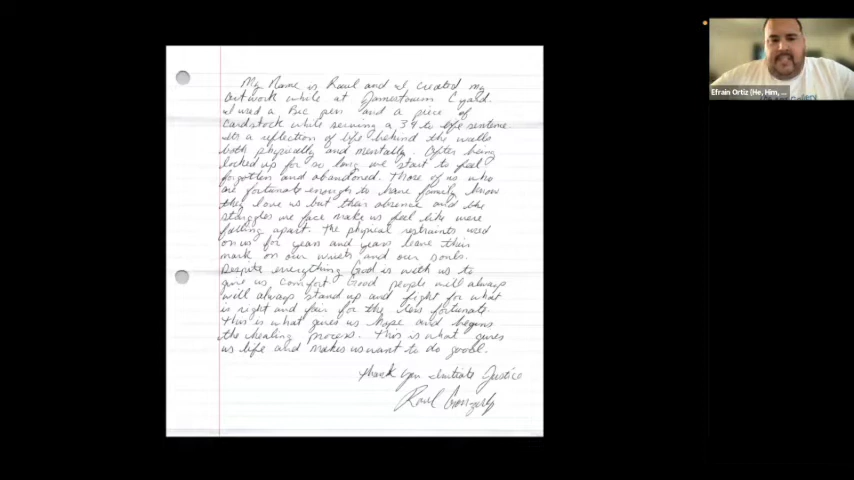 My Name is Raul and I created my
artwork while at Jamestown C yard.
I used a Bic pen and a piece of
cardstock while serving a 39 to life sentence
Its a reflection of life behind the walls
both physically and mentally. After being
locked up for so long we start to feel
forgotten and abandoned. Those of us who
are fortunate enough to have family know
they love us but their absence and the
struggles we face make us feel like were
falling apart. The physical restraints used
on us for years and years leave their
mark on our wrists and our souls.
Despite everything God is with us to
give us comfort Good people will always
will always stand up and fight for what
is right and fair for the less fortunate.
This is what gives us hope and begins
the healing process. This is what gives
us life and makes us want to do good.
Thank you Initiate Justice
Raul
Efrain Ortiz (He, Him, ...